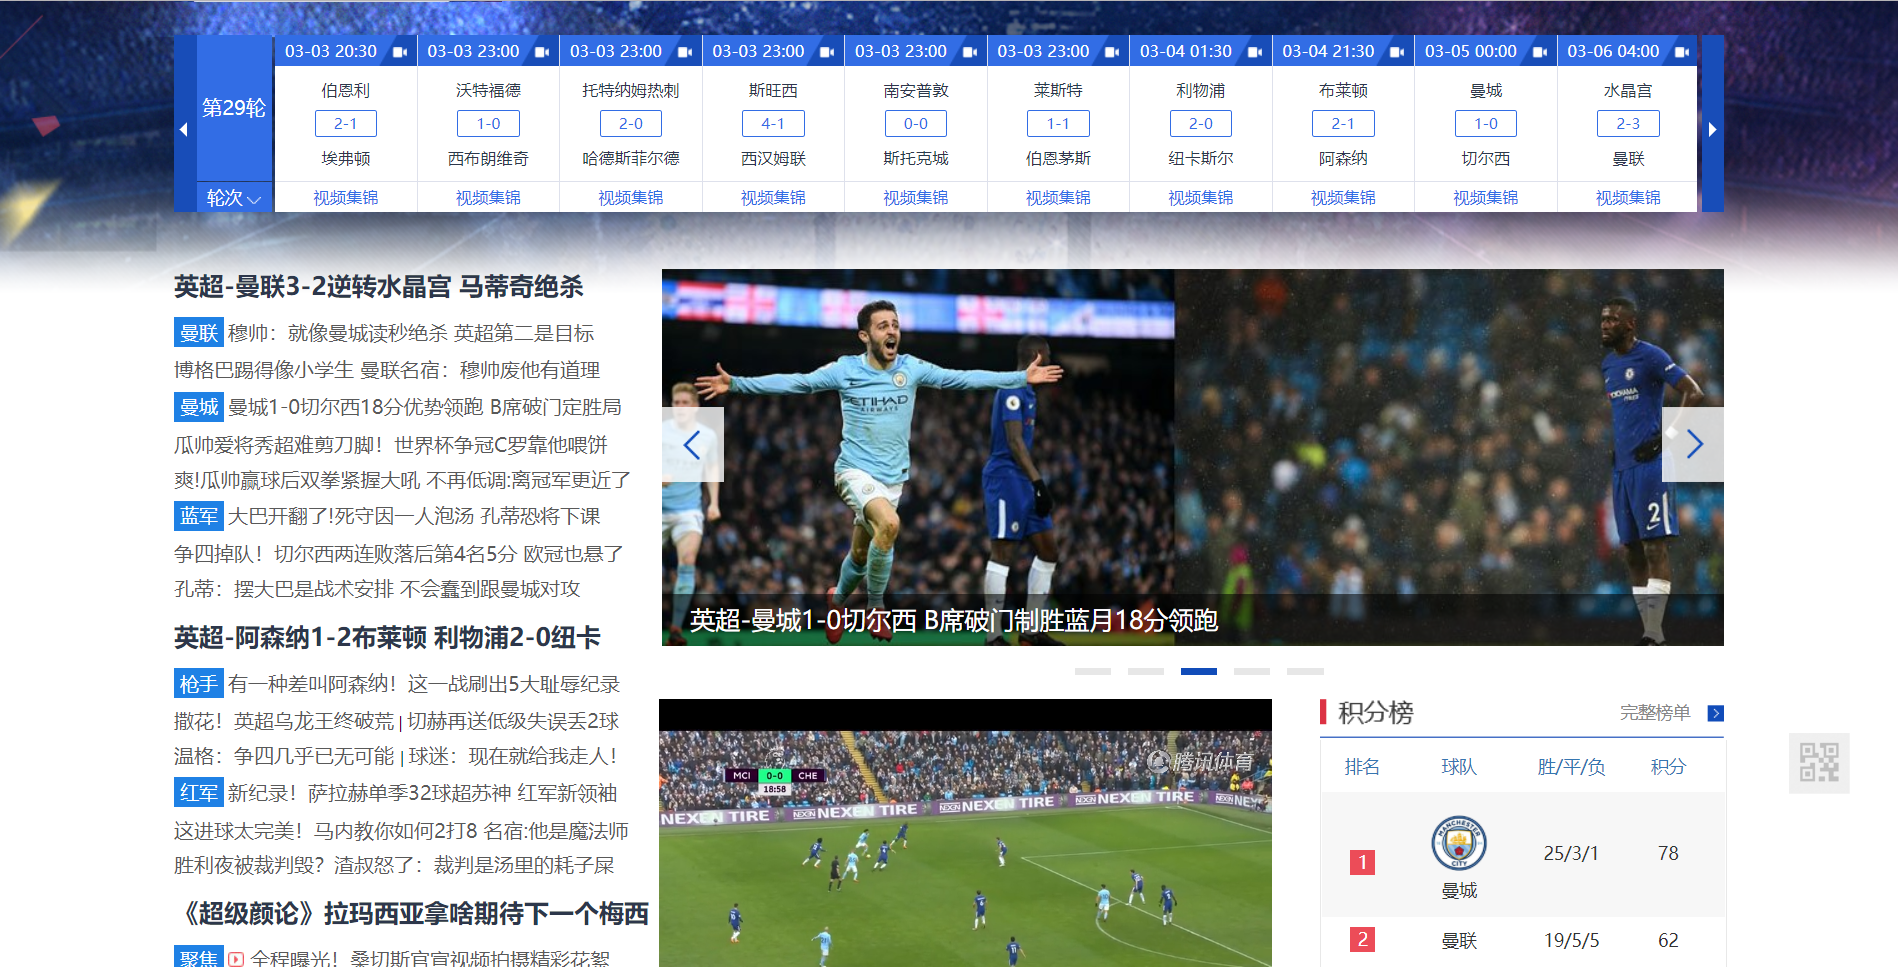 第29轮
轮次
03-03 20:30
伯恩利
2-1
埃弗顿
视频集锦
03-03 23:00
沃特福德
1-0
西布朗维奇
视频集锦
03-03 23:00
托特纳姆热刺
2-0
哈德斯菲尔德
视频集锦
03-03 23:00
斯旺西
4-1
西汉姆联
视频集锦
03-03 23:00
南安普敦
0-0
斯托克城
视频集锦
03-03 23:00
莱斯特
1-1
伯恩茅斯
视频集锦
03-04 01:30
利物浦
2-0
纽卡斯尔
视频集锦
03-04 21:30
布莱顿
2-1
阿森纳
视频集锦
03-05 00:00
曼城
1-0
切尔西
视频集锦
03-06 04:00
水晶宫
2-3
曼联
视频集锦
英超-曼联3-2逆转水晶宫 马蒂奇绝杀
曼联 穆帅：就像曼城读秒绝杀 英超第二是目标
博格巴踢得像小学生 曼联名宿：穆帅废他有道理
曼城 曼城1-0切尔西18分优势领跑 B席破门定胜局
瓜帅爱将秀超难剪刀脚！世界杯争冠C罗靠他喂饼
爽!瓜帅赢球后双拳紧握大吼 不再低调:离冠军更近了
蓝军 大巴开翻了!死守因一人泡汤 孔蒂恐将下课
争四掉队！切尔西两连败落后第4名5分 欧冠也悬了
孔蒂：摆大巴是战术安排 不会蠢到跟曼城对攻
英超-阿森纳1-2布莱顿 利物浦2-0纽卡
枪手 有一种差叫阿森纳！这一战刷出5大耻辱纪录
撒花！英超乌龙王终破荒 | 切赫再送低级失误丢2球
温格：争四几乎已无可能 | 球迷：现在就给我走人！
红军 新纪录！萨拉赫单季32球超苏神 红军新领袖
这进球太完美！马内教你如何2打8 名宿:他是魔法师
胜利夜被裁判毁？渣叔怒了：裁判是汤里的耗子屎
《超级颜论》拉玛西亚拿啥期待下一个梅西
聚焦 全程曝光！桑切斯官宣视频拍摄精彩花絮
ETIHAD
AIRWAYS
YOKOHAMA
2
英超-曼城1-0切尔西 B席破门制胜蓝月18分领跑
腾讯体育
MCI 0-0 CHE
18:58
NEXEN TIRE NEXEN NEXEN TIRE NEXEN NEXEN TIRE NEXEN NEXEN TIRE NEXEN NEXEN
积分榜
完整榜单
排名 球队 胜/平/负 积分
MANCHESTER
CITY
1 曼城 25/3/1 78
2 曼联 19/5/5 62